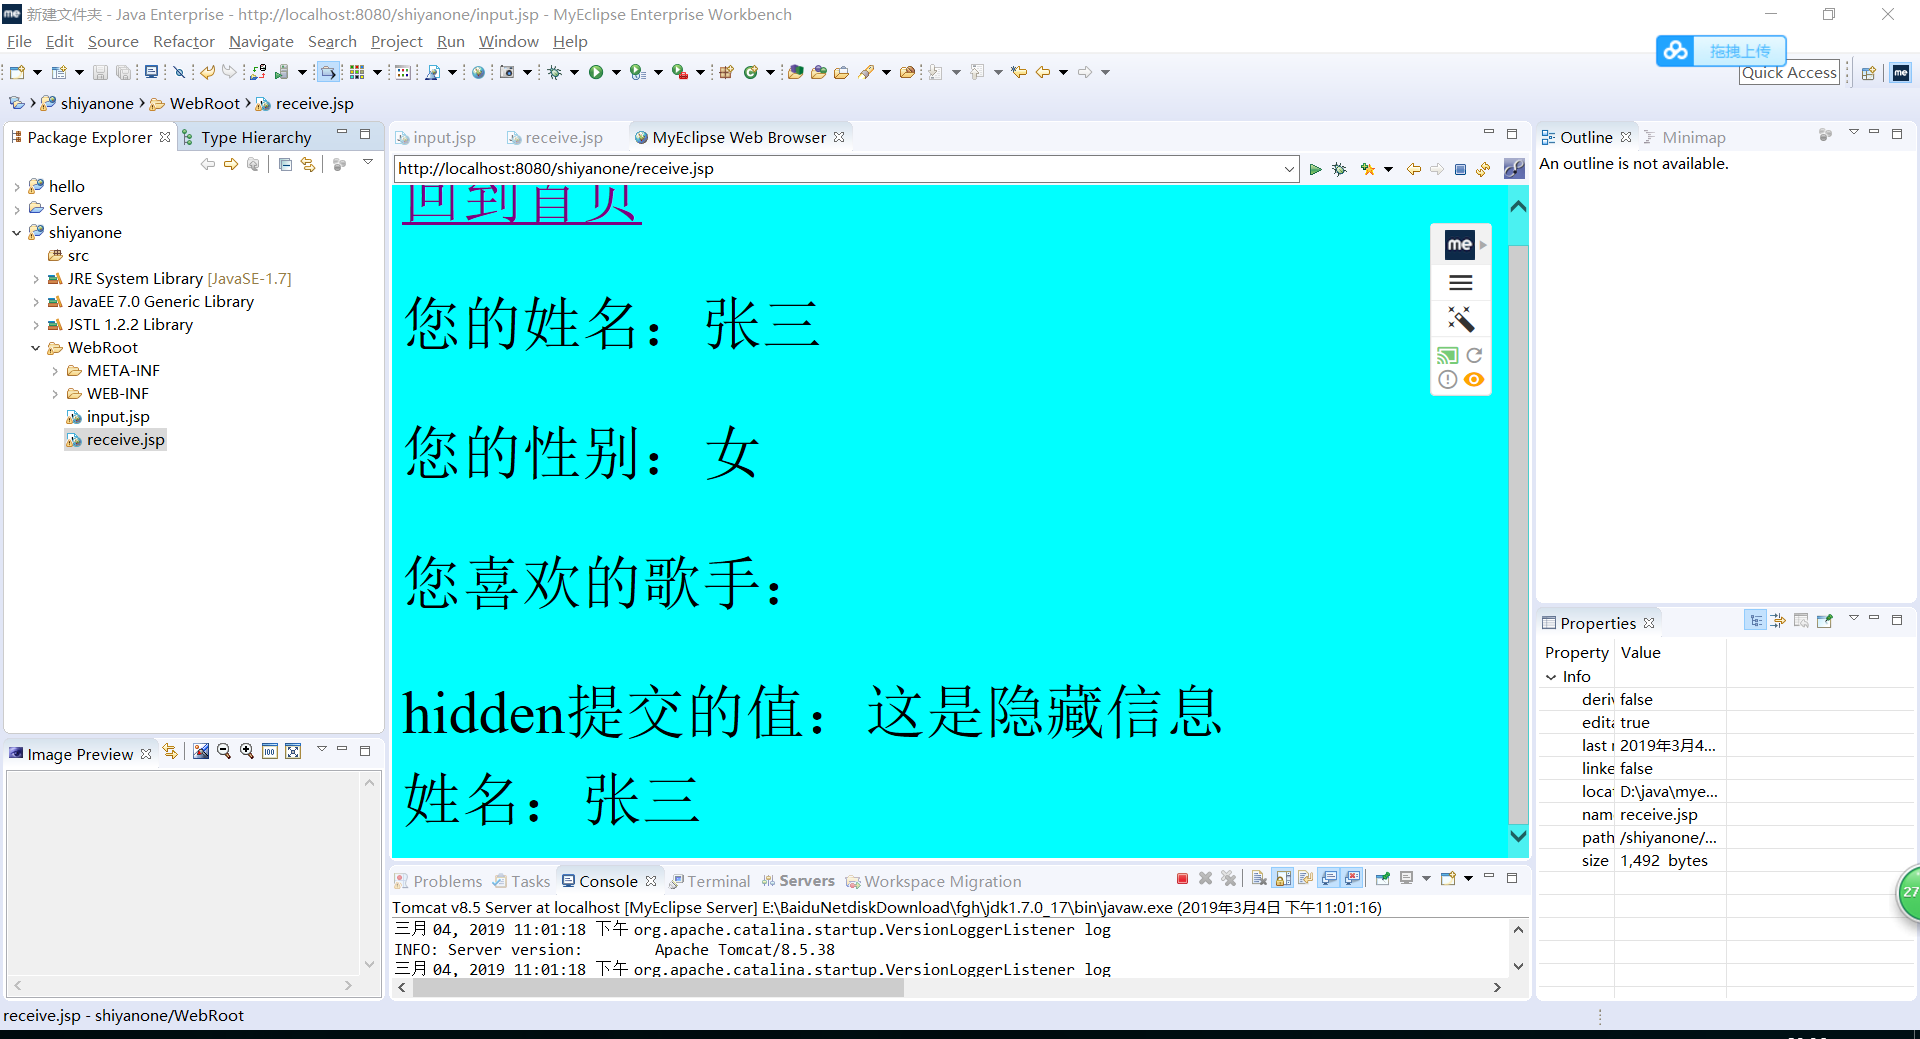 新建文件夹 - Java Enterprise - http://localhost:8080/shiyanone/input.jsp - MyEclipse Enterprise Workbench
File Edit Source Refactor Navigate Search Project Run Window Help
拖拽上传
Quick Access
shiyanone WebRoot receive.jsp
Package Explorer Type Hierarchy
hello
Servers
shiyanone
src
JRE System Library [JavaSE-1.7]
JavaEE 7.0 Generic Library
JSTL 1.2.2 Library
WebRoot
META-INF
WEB-INF
input.jsp
receive.jsp
Image Preview
input.jsp receive.jsp MyEclipse Web Browser
http://localhost:8080/shiyanone/receive.jsp
回到首页
您的姓名：张三
您的性别：女
您喜欢的歌手：
hidden提交的值：这是隐藏信息
姓名：张三
me
Problems Tasks Console Terminal Servers Workspace Migration
Tomcat v8.5 Server at localhost [MyEclipse Server] E:\BaiduNetdiskDownload\fgh\jdk1.7.0_17\bin\javaw.exe (2019年3月4日 下午11:01:16)
三月 04, 2019 11:01:18 下午 org.apache.catalina.startup.VersionLoggerListener log
INFO: Server version: Apache Tomcat/8.5.38
三月 04, 2019 11:01:18 下午 org.apache.catalina.startup.VersionLoggerListener log
Outline Minimap
An outline is not available.
Properties
Property Value
Info
deri false
edita true
last 2019年3月4...
linke false
locat D:\java\mye...
nam receive.jsp
path /shiyanone/...
size 1,492 bytes
27
receive.jsp - shiyanone/WebRoot